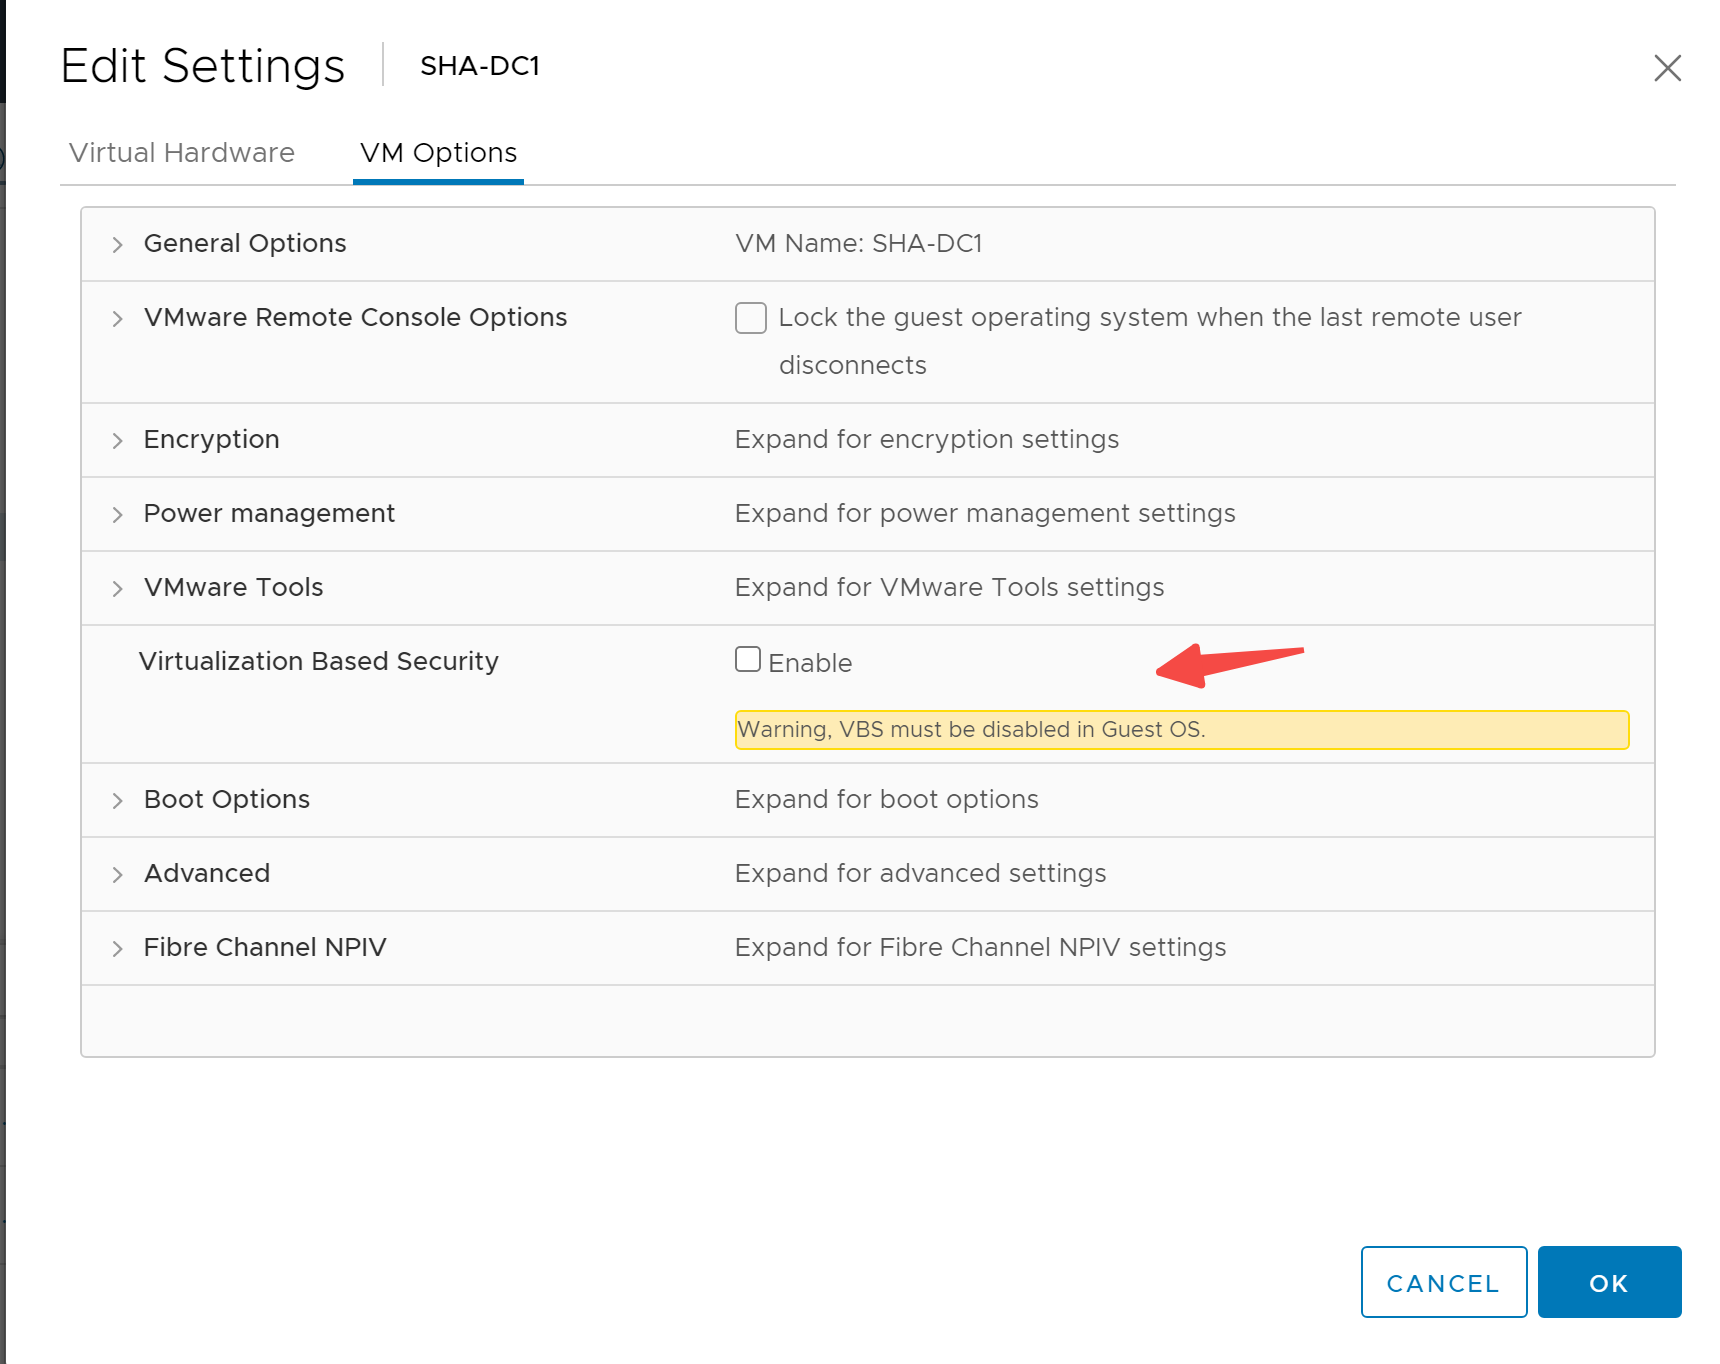 Edit Settings
SHA-DC1
Virtual Hardware
VM Options
General Options
VM Name: SHA-DC1
VMware Remote Console Options
Lock the guest operating system when the last remote user
disconnects
Encryption
Expand for encryption settings
Power management
Expand for power management settings
VMware Tools
Expand for VMware Tools settings
Virtualization Based Security
Enable
Warning, VBS must be disabled in Guest OS.
Boot Options
Expand for boot options
Advanced
Expand for advanced settings
Fibre Channel NPIV
Expand for Fibre Channel NPIV settings
CANCEL
OK